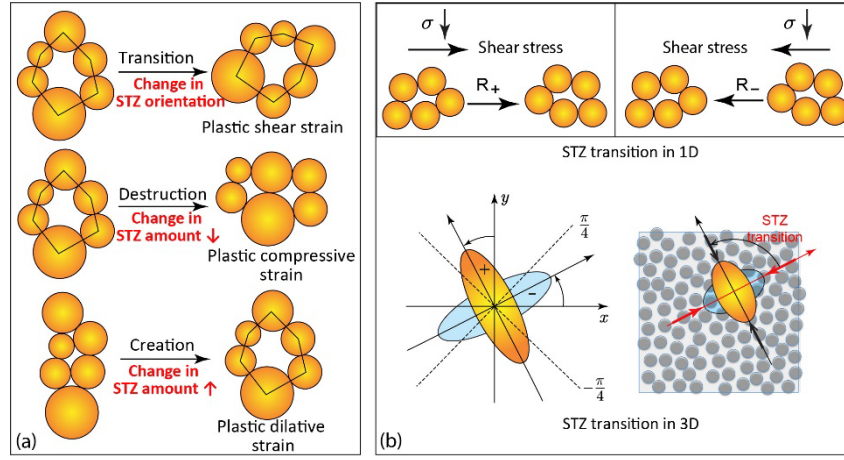 Transition
Change in
STZ orientation
Plastic shear strain
Destruction
Change in
STZ amount ↓
Plastic compressive
strain
Creation
Change in
STZ amount ↑
Plastic dilative
strain
(a)
σ
Shear stress
R+
σ
Shear stress
R−
STZ transition in 1D
y
π/4
+
−
x
−π/4
STZ
transition
STZ transition in 3D
(b)